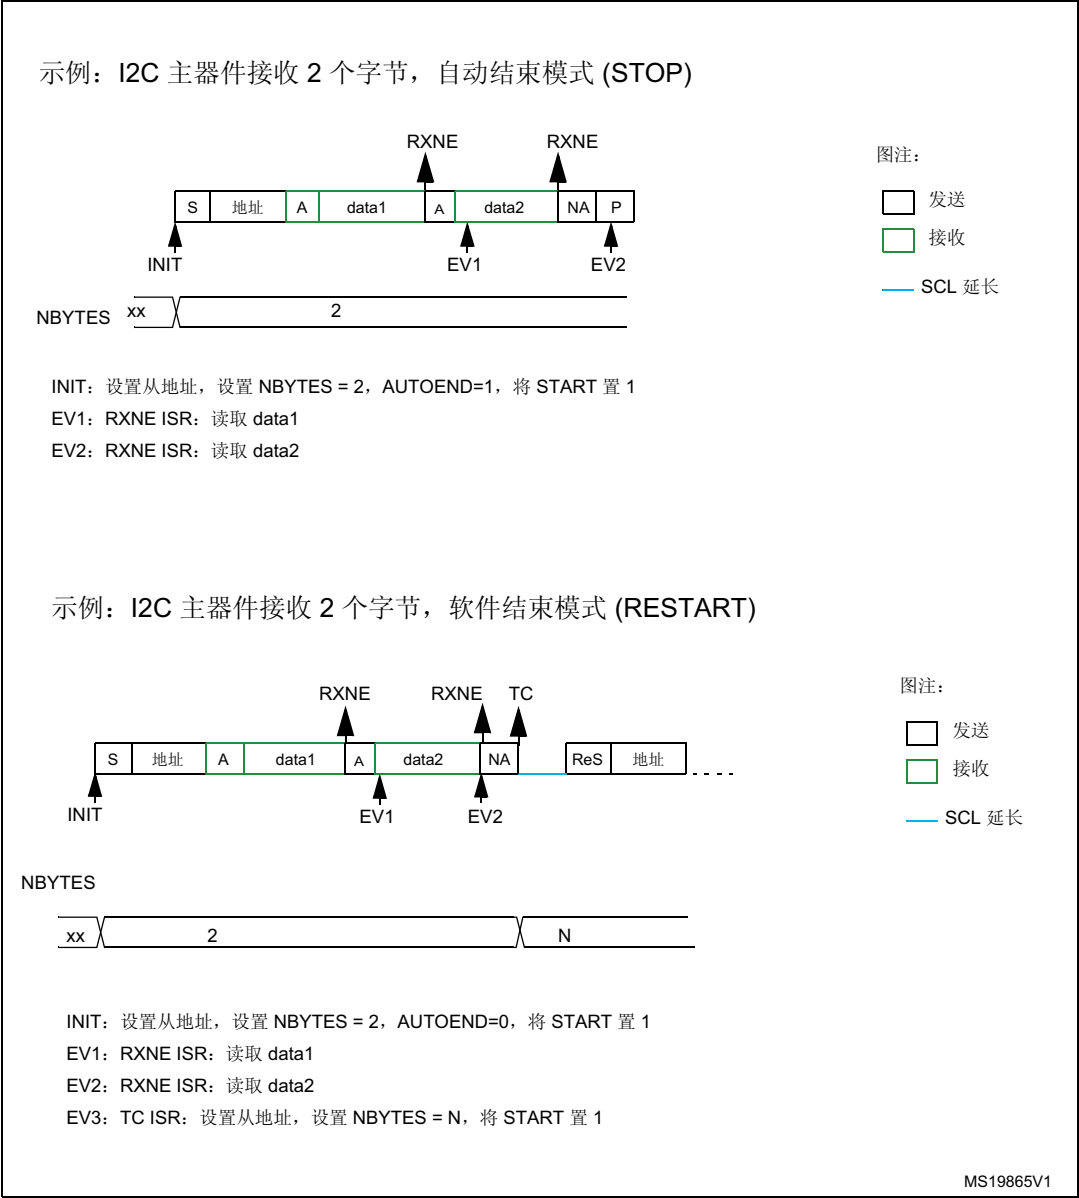 示例：I2C 主器件接收 2 个字节，自动结束模式 (STOP)
RXNE RXNE
图注：
S 地址 A data1 A data2 NA P
发送
接收
INIT EV1 EV2
SCL 延长
NBYTES xx 2
INIT：设置从地址，设置 NBYTES = 2，AUTOEND=1，将 START 置 1
EV1：RXNE ISR：读取 data1
EV2：RXNE ISR：读取 data2
示例：I2C 主器件接收 2 个字节，软件结束模式 (RESTART)
RXNE RXNE TC
图注：
S 地址 A data1 A data2 NA ReS 地址
发送
接收
INIT EV1 EV2
SCL 延长
NBYTES
xx 2 N
INIT：设置从地址，设置 NBYTES = 2，AUTOEND=0，将 START 置 1
EV1：RXNE ISR：读取 data1
EV2：RXNE ISR：读取 data2
EV3：TC ISR：设置从地址，设置 NBYTES = N，将 START 置 1
MS19865V1